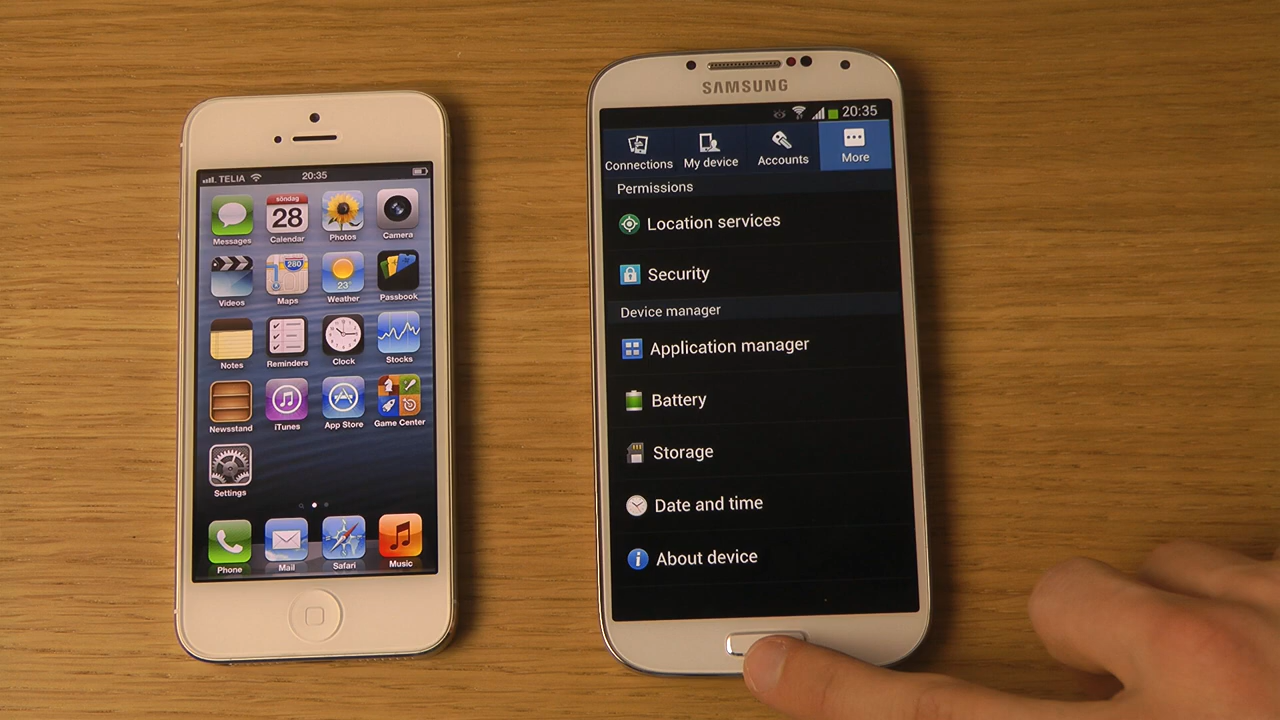 TELIA 20:35
söndag
28
280
23°
Messages Calendar Photos Camera
Videos Maps Weather Passbook
Notes Reminders Clock Stocks
Newsstand iTunes App Store Game Center
Settings
Phone Mail Safari Music
SAMSUNG
20:35
Connections My device Accounts More
Permissions
Location services
Security
Device manager
Application manager
Battery
Storage
Date and time
About device